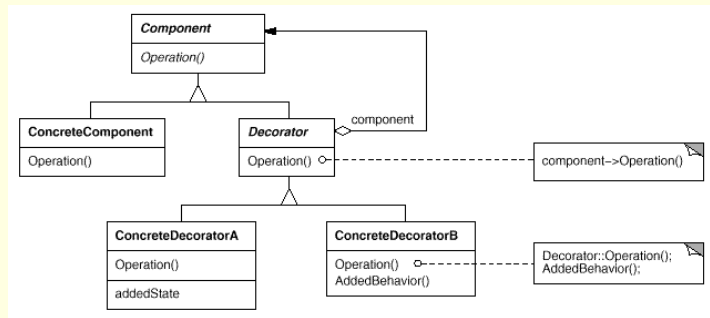 Component
Operation()
component
ConcreteComponent
Operation()
Decorator
Operation()
component->Operation()
ConcreteDecoratorA
Operation()
addedState
ConcreteDecoratorB
Operation()
AddedBehavior()
Decorator::Operation();
AddedBehavior();